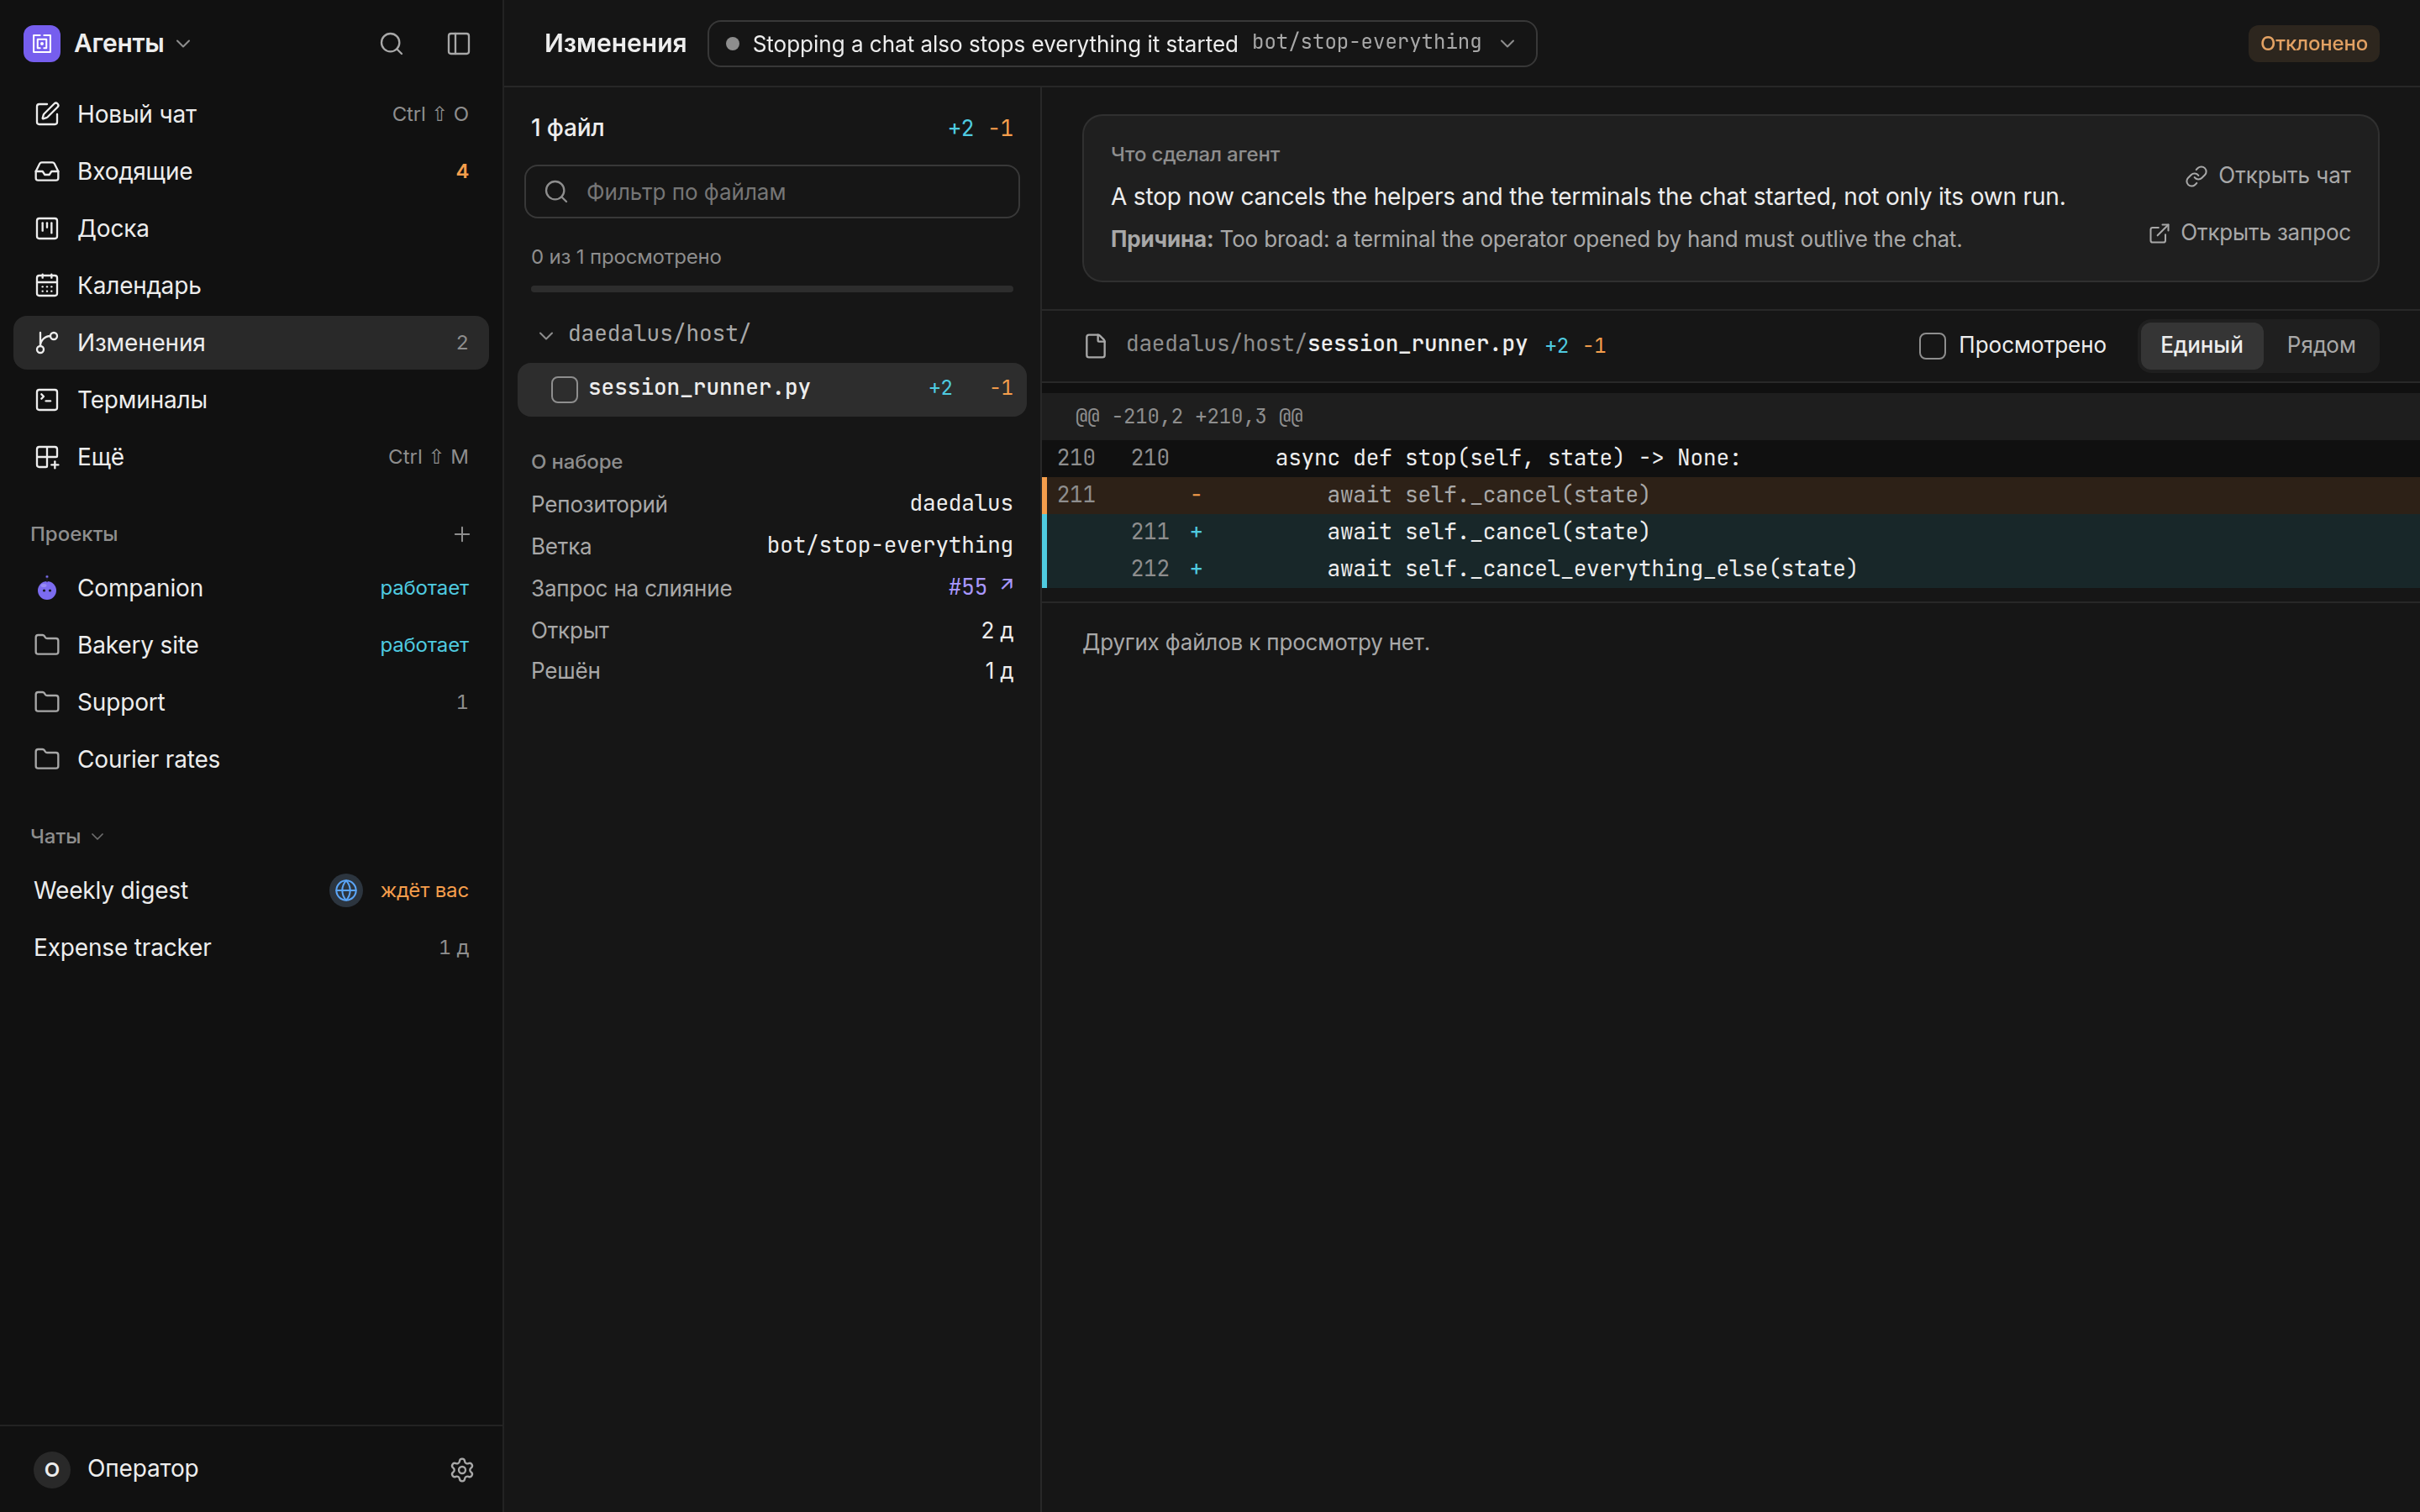 Агенты
Новый чат Ctrl ⇧ O
Входящие 4
Доска
Календарь
Изменения 2
Терминалы
Ещё Ctrl ⇧ M
Проекты
Companion работает
Bakery site работает
Support 1
Courier rates
Чаты
Weekly digest ждёт вас
Expense tracker 1 д
О Оператор
Изменения Stopping a chat also stops everything it started bot/stop-everything Отклонено
1 файл +2 -1
Фильтр по файлам
0 из 1 просмотрено
daedalus/host/
session_runner.py +2 -1
О наборе
Репозиторий daedalus
Ветка bot/stop-everything
Запрос на слияние #55 ↗
Открыт 2 д
Решён 1 д
Что сделал агент
A stop now cancels the helpers and the terminals the chat started, not only its own run.
Причина: Too broad: a terminal the operator opened by hand must outlive the chat.
Открыть чат
Открыть запрос
daedalus/host/session_runner.py +2 -1 Просмотрено Единый Рядом
@@ -210,2 +210,3 @@
210 210 async def stop(self, state) -> None:
211 - await self._cancel(state)
211 + await self._cancel(state)
212 + await self._cancel_everything_else(state)
Других файлов к просмотру нет.